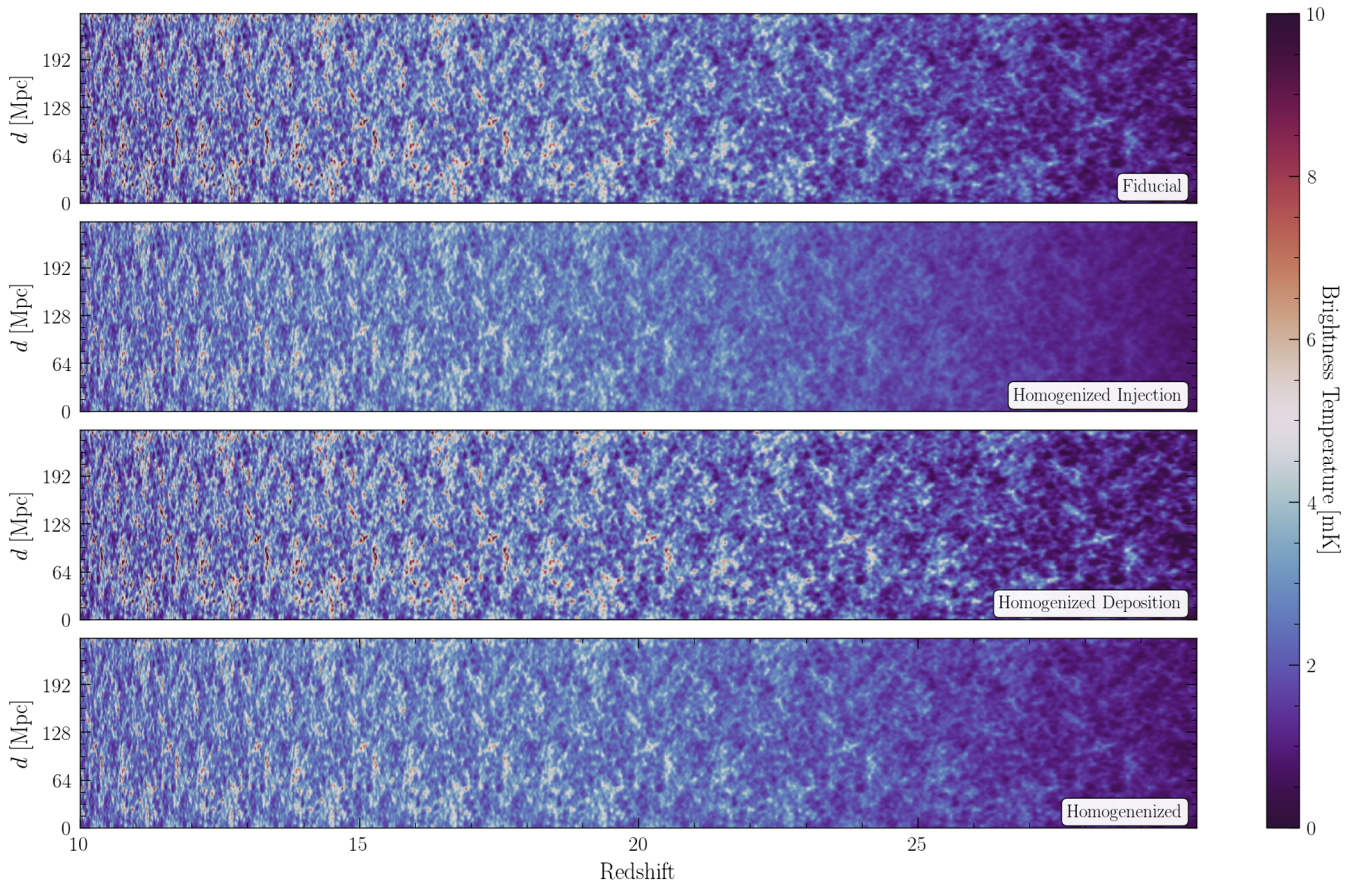 192
128
64
0
d [Mpc]
Fiducial
192
128
64
0
d [Mpc]
Homogenized Injection
192
128
64
0
d [Mpc]
Homogenized Deposition
192
128
64
0
d [Mpc]
Homogenenized
10 15 20 25
Redshift
10
8
6
4
2
0
Brightness Temperature [mK]